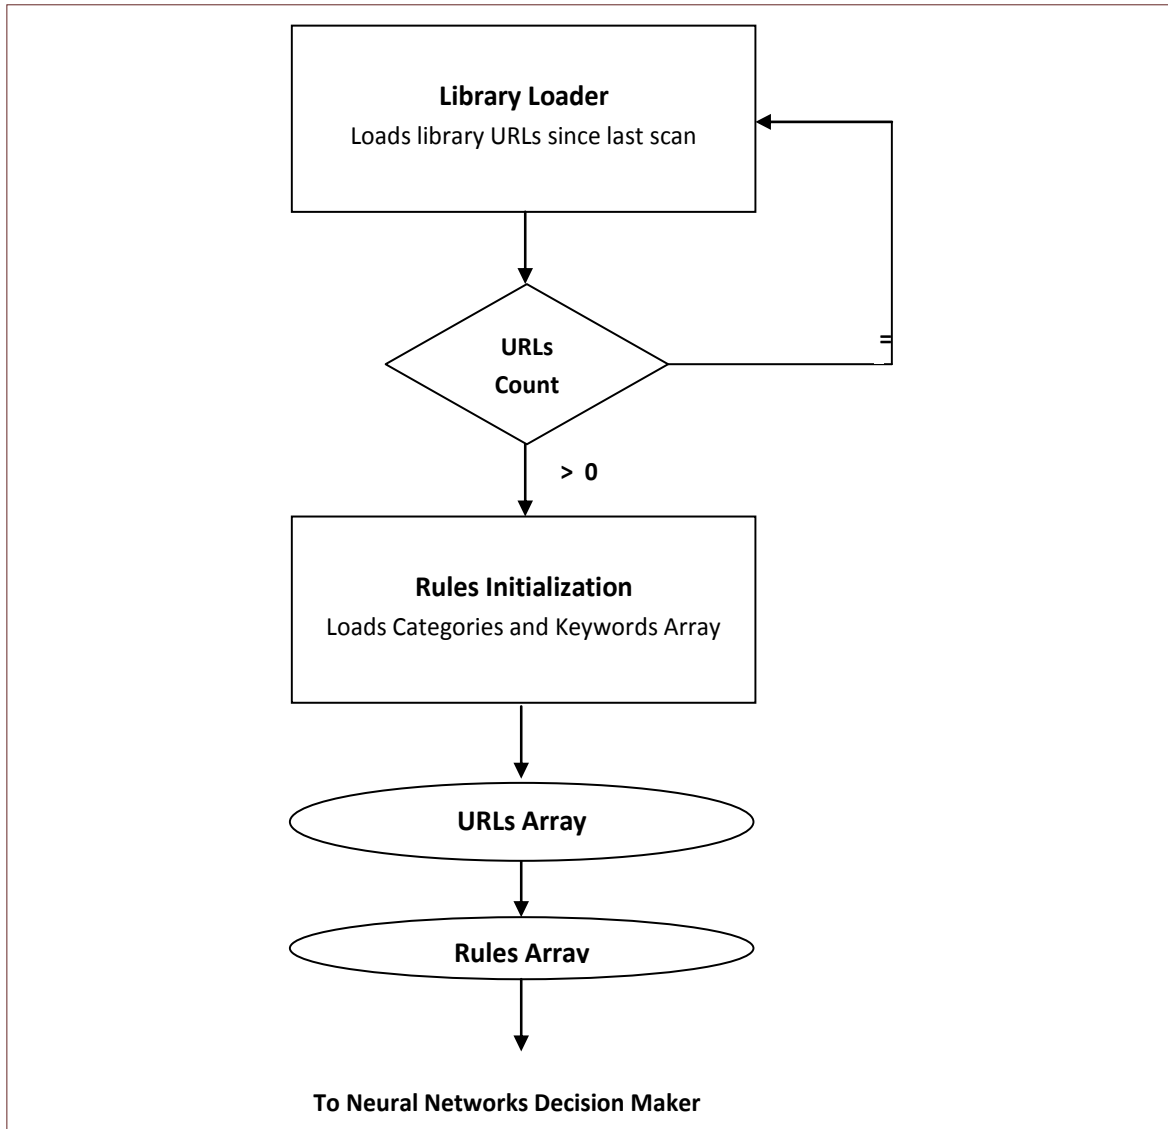 Library Loader
Loads library URLs since last scan
URLs
Count
=
> 0
Rules Initialization
Loads Categories and Keywords Array
URLs Array
Rules Array
To Neural Networks Decision Maker